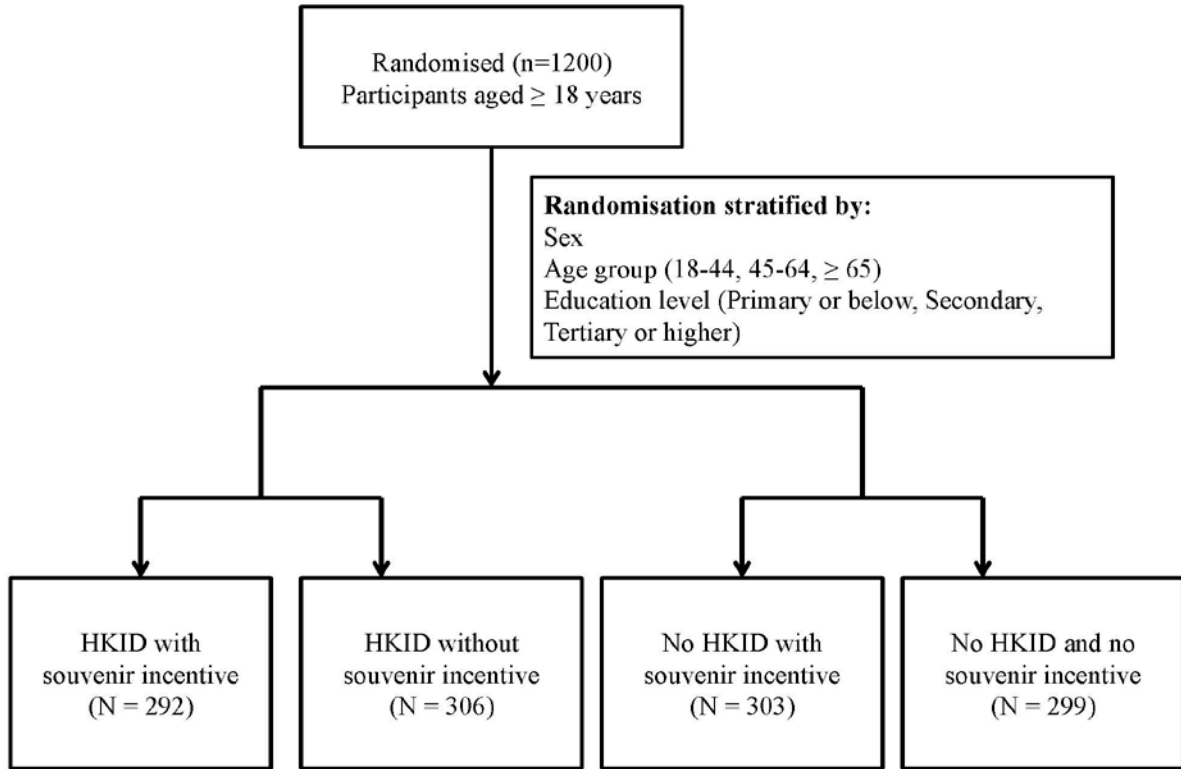 Randomised (n=1200)
Participants aged ≥ 18 years
Randomisation stratified by:
Sex
Age group (18-44, 45-64, ≥ 65)
Education level (Primary or below, Secondary,
Tertiary or higher)
HKID with
souvenir incentive
(N = 292)
HKID without
souvenir incentive
(N = 306)
No HKID with
souvenir incentive
(N = 303)
No HKID and no
souvenir incentive
(N = 299)